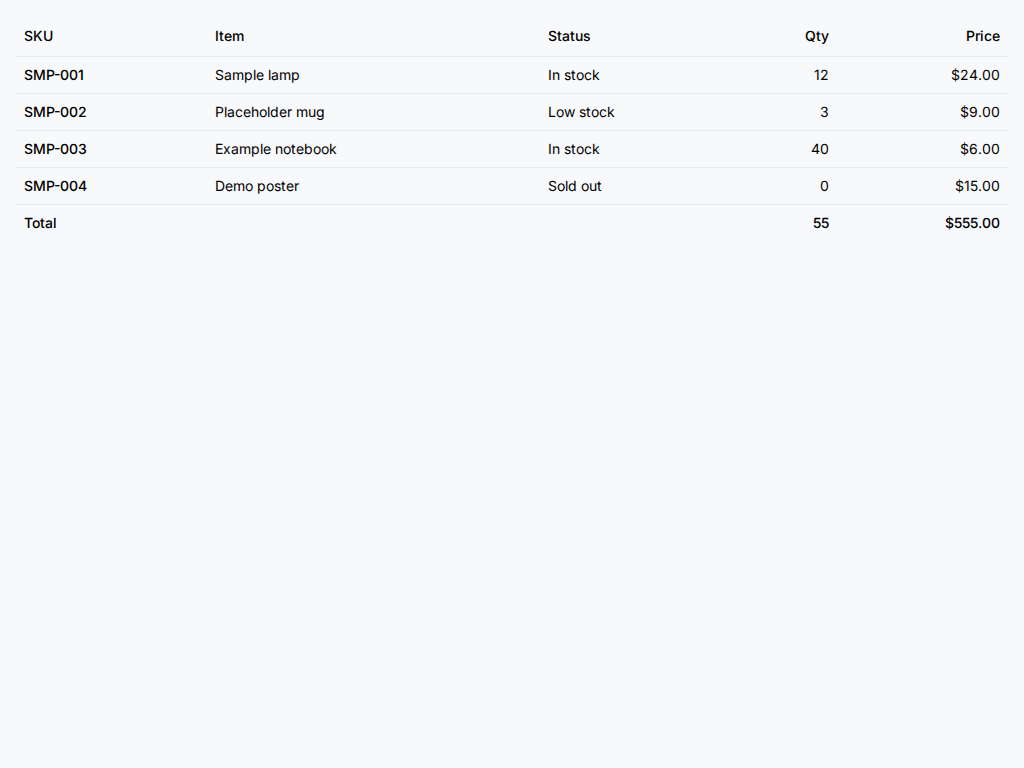 SKU Item Status Qty Price
SMP-001 Sample lamp In stock 12 $24.00
SMP-002 Placeholder mug Low stock 3 $9.00
SMP-003 Example notebook In stock 40 $6.00
SMP-004 Demo poster Sold out 0 $15.00
Total 55 $555.00